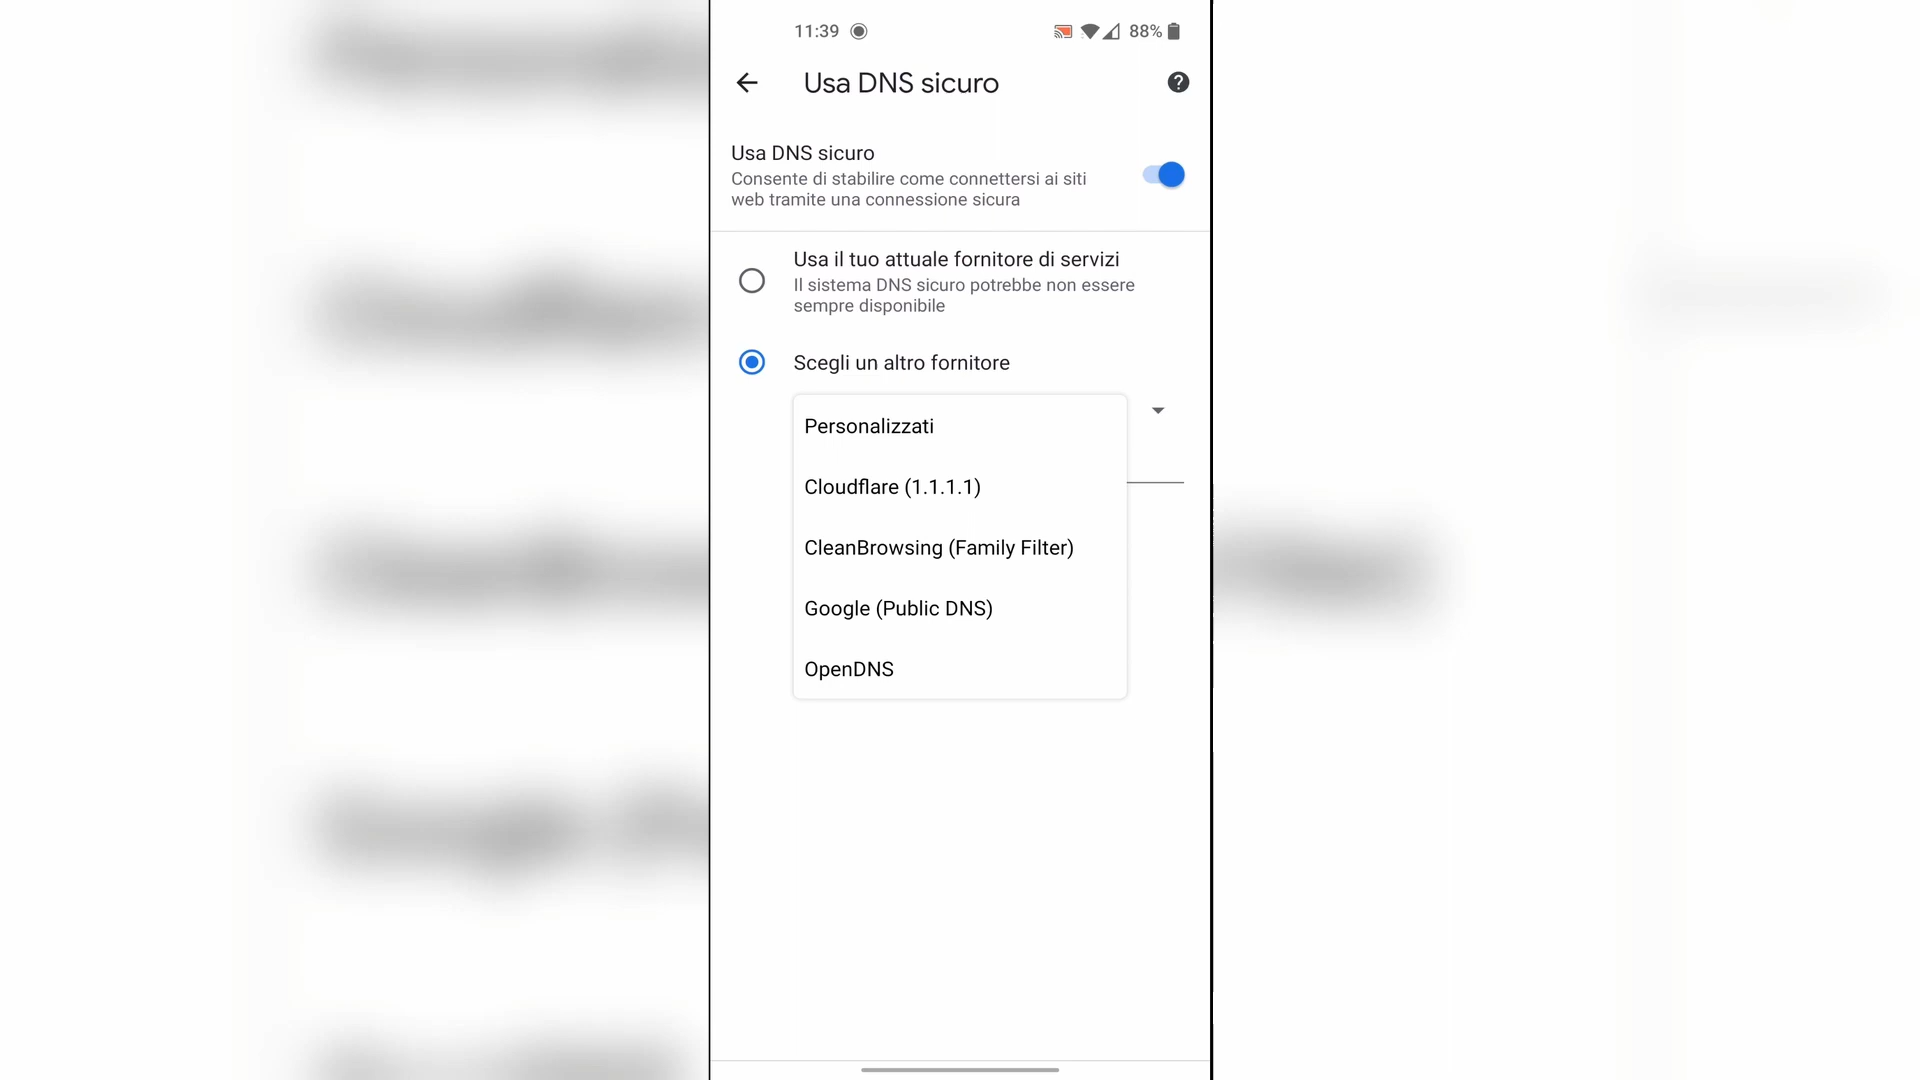 11:39 88%
Usa DNS sicuro
Usa DNS sicuro
Consente di stabilire come connettersi ai siti
web tramite una connessione sicura
Usa il tuo attuale fornitore di servizi
Il sistema DNS sicuro potrebbe non essere
sempre disponibile
Scegli un altro fornitore
Personalizzati
Cloudflare (1.1.1.1)
CleanBrowsing (Family Filter)
Google (Public DNS)
OpenDNS